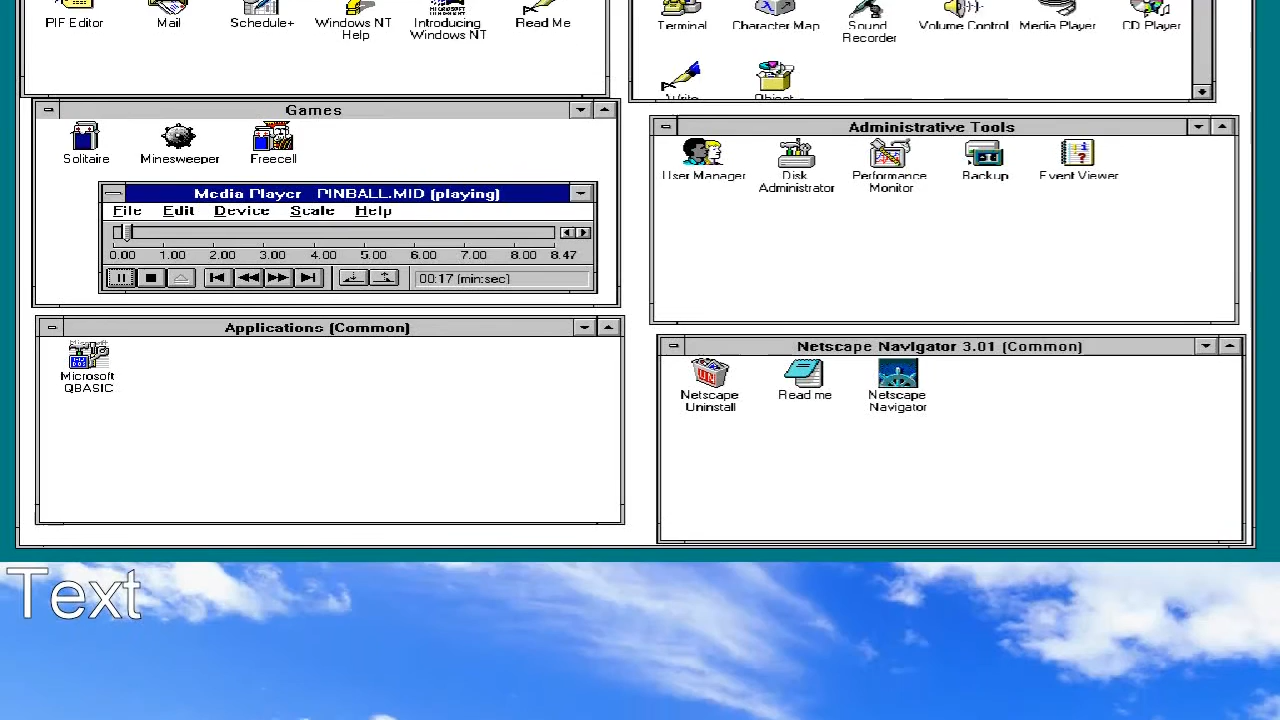 PIF Editor
Mail
Schedule+
Windows NT
Help
Introducing
Windows NT
Read Me
Terminal
Character Map
Sound
Recorder
Volume Control
Media Player
CD Player
Write
Object
Games
Solitaire
Minesweeper
Freecell
Media Player - PINBALL.MID (playing)
File Edit Device Scale Help
0.00 1.00 2.00 3.00 4.00 5.00 6.00 7.00 8.00 8.47
00:17 (min:sec)
Administrative Tools
User Manager
Disk
Administrator
Performance
Monitor
Backup
Event Viewer
Applications (Common)
Microsoft
QBASIC
Netscape Navigator 3.01 (Common)
Netscape
Uninstall
Read me
Netscape
Navigator
Text